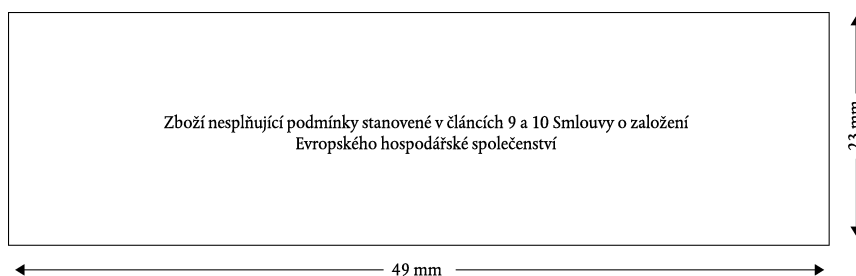 Zboží nesplňující podmínky stanovené v článcích 9 a 10 Smlouvy o založení
Evropského hospodářské společenství
23 mm
49 mm